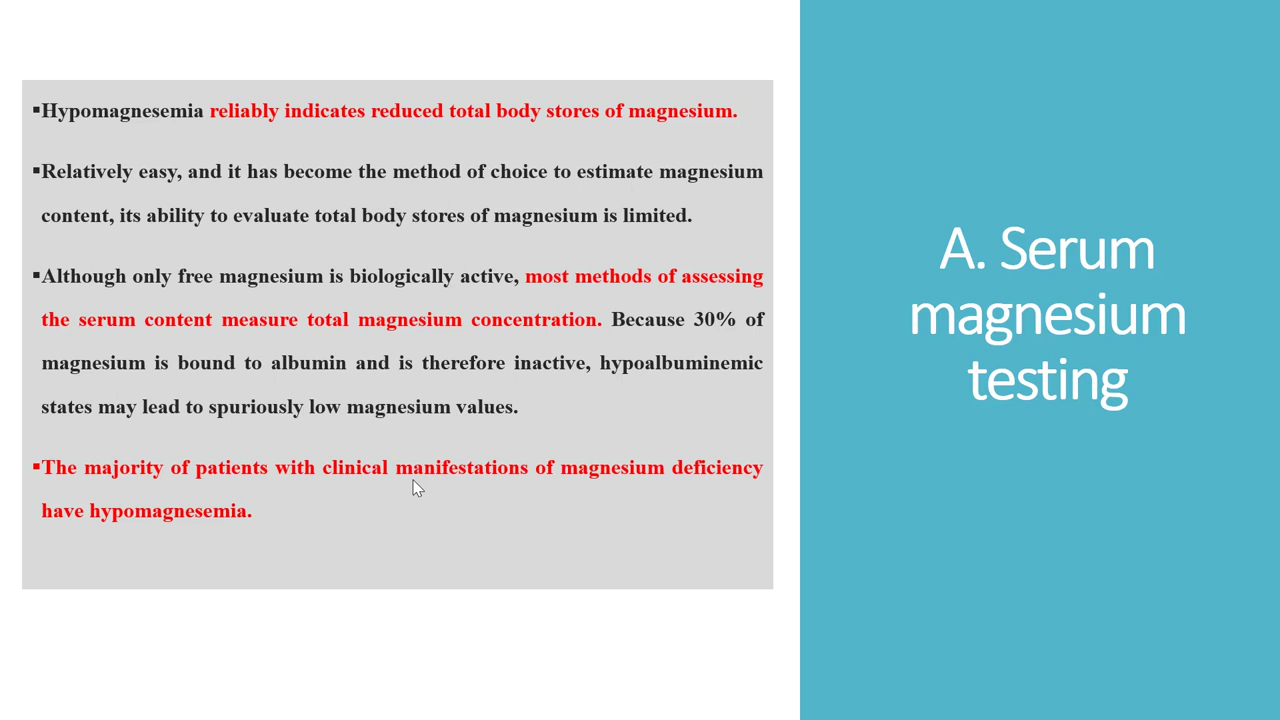 ▪Hypomagnesemia reliably indicates reduced total body stores of magnesium.
▪Relatively easy, and it has become the method of choice to estimate magnesium
content, its ability to evaluate total body stores of magnesium is limited.
▪Although only free magnesium is biologically active, most methods of assessing
the serum content measure total magnesium concentration. Because 30% of
magnesium is bound to albumin and is therefore inactive, hypoalbuminemic
states may lead to spuriously low magnesium values.
▪The majority of patients with clinical manifestations of magnesium deficiency
have hypomagnesemia.
A. Serum
magnesium
testing